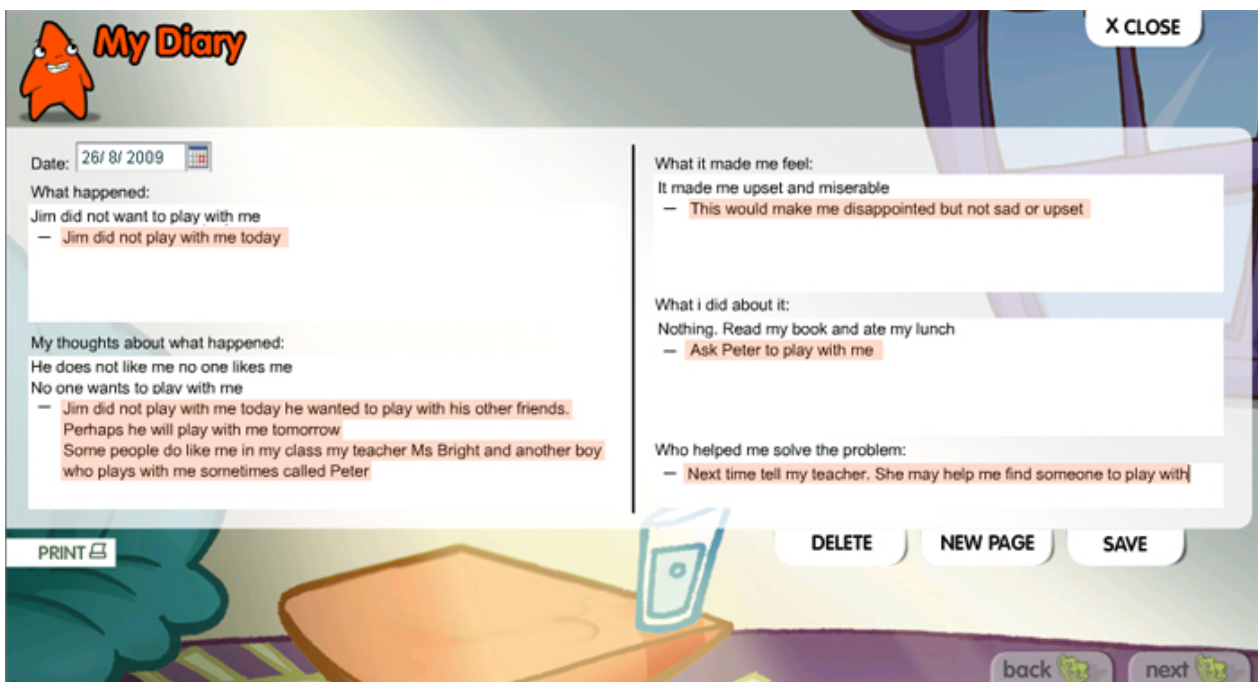 My Diary
X CLOSE
Date: 26/ 8/ 2009
What happened:
Jim did not want to play with me
– Jim did not play with me today
My thoughts about what happened:
He does not like me no one likes me
No one wants to play with me
– Jim did not play with me today he wanted to play with his other friends.
Perhaps he will play with me tomorrow
Some people do like me in my class my teacher Ms Bright and another boy
who plays with me sometimes called Peter
What it made me feel:
It made me upset and miserable
– This would make me disappointed but not sad or upset
What i did about it:
Nothing. Read my book and ate my lunch
– Ask Peter to play with me
Who helped me solve the problem:
– Next time tell my teacher. She may help me find someone to play with
PRINT
DELETE
NEW PAGE
SAVE
back
next